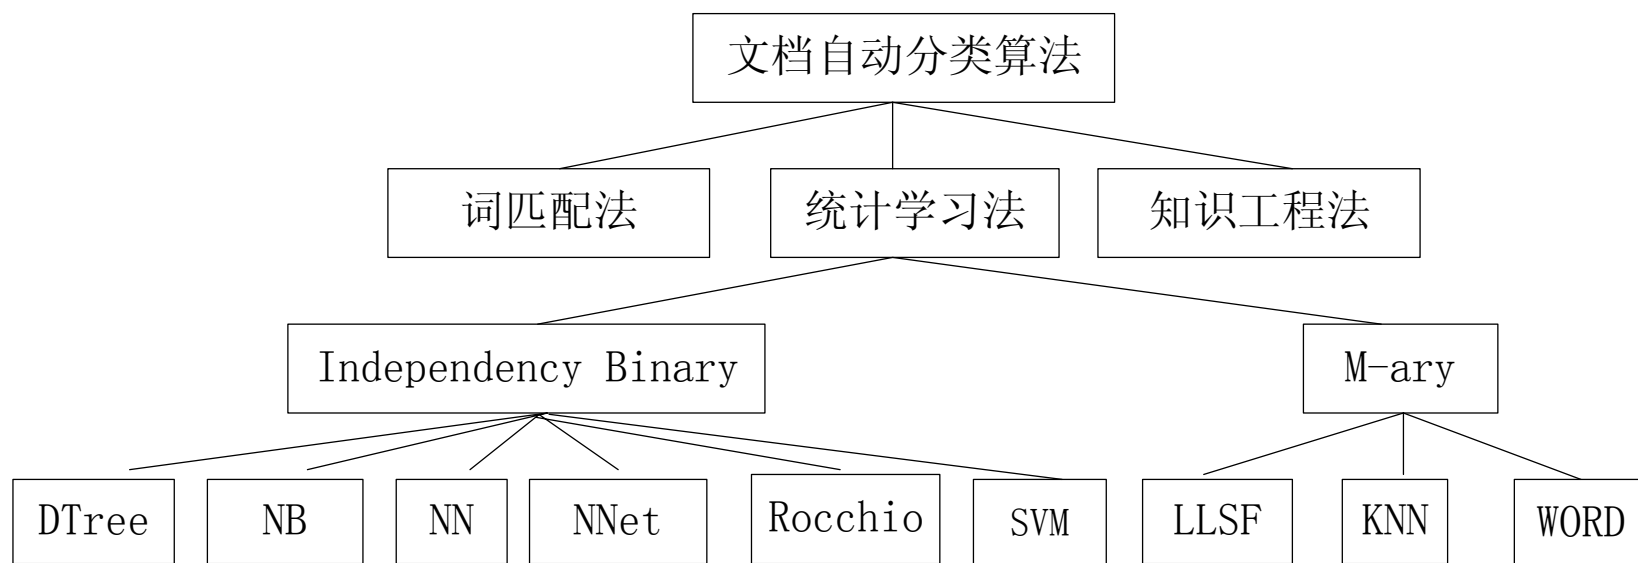 文档自动分类算法
词匹配法
统计学习法
知识工程法
Independency Binary
M-ary
DTree
NB
NN
NNet
Rocchio
SVM
LLSF
KNN
WORD